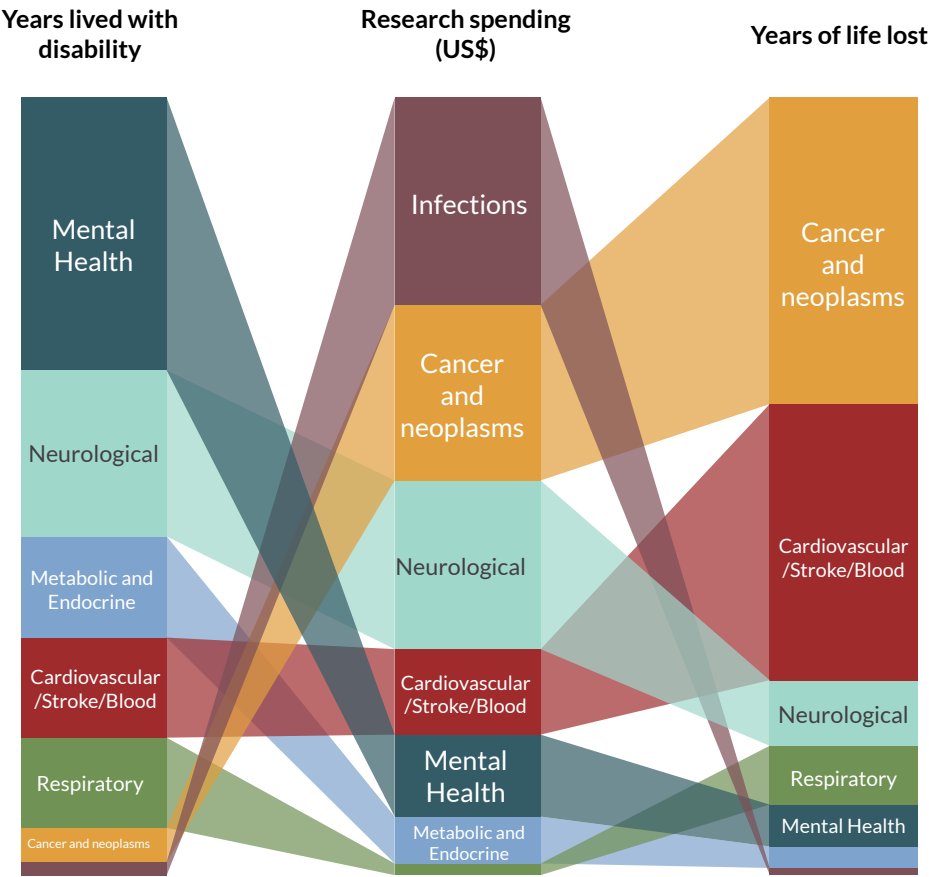 Years lived with
disability
Research spending
(US$)
Years of life lost
Mental
Health
Neurological
Metabolic and
Endocrine
Cardiovascular
/Stroke/Blood
Respiratory
Cancer and neoplasms
Infections
Cancer
and
neoplasms
Neurological
Cardiovascular
/Stroke/Blood
Mental
Health
Metabolic and
Endocrine
Cancer
and
neoplasms
Cardiovascular
/Stroke/Blood
Neurological
Respiratory
Mental Health